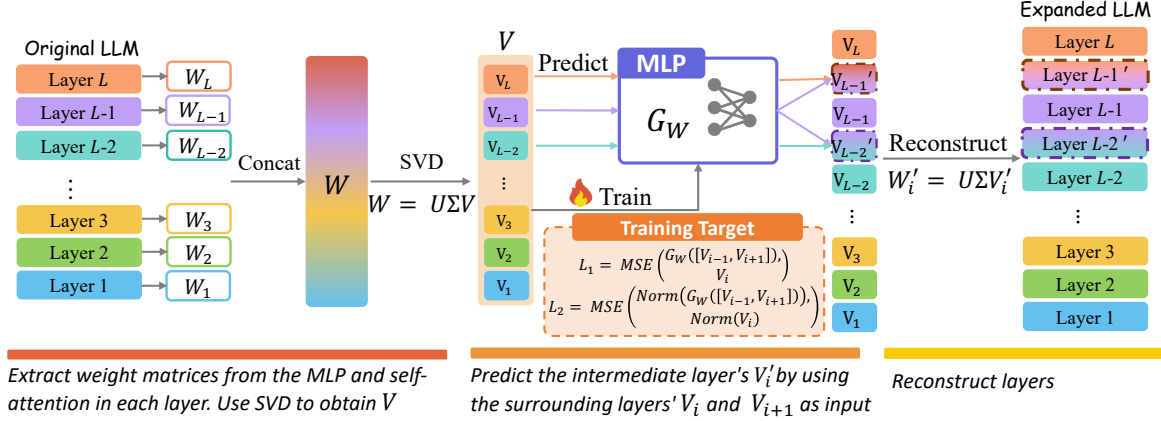 Original LLM
Layer L
W_L
Layer L-1
W_{L-1}
Layer L-2
W_{L-2}
⋮
Layer 3
W_3
Layer 2
W_2
Layer 1
W_1
Concat
W
SVD
W = UΣV
V
V_L
V_{L-1}
V_{L-2}
⋮
V_3
V_2
V_1
Predict
MLP
G_W
Train
Training Target
L_1 = MSE(G_W([V_{i-1}, V_{i+1}]),
V_i)
L_2 = MSE(Norm(G_W([V_{i-1}, V_{i+1}])),
Norm(V_i))
V_L
V_{L-1}'
V_{L-1}
V_{L-2}'
V_{L-2}
⋮
V_3
V_2
V_1
Reconstruct
W_i' = UΣV_i'
Expanded LLM
Layer L
Layer L-1'
Layer L-1
Layer L-2'
Layer L-2
⋮
Layer 3
Layer 2
Layer 1
Extract weight matrices from the MLP and self-
attention in each layer. Use SVD to obtain V
Predict the intermediate layer's V_i' by using
the surrounding layers' V_i and V_{i+1} as input
Reconstruct layers